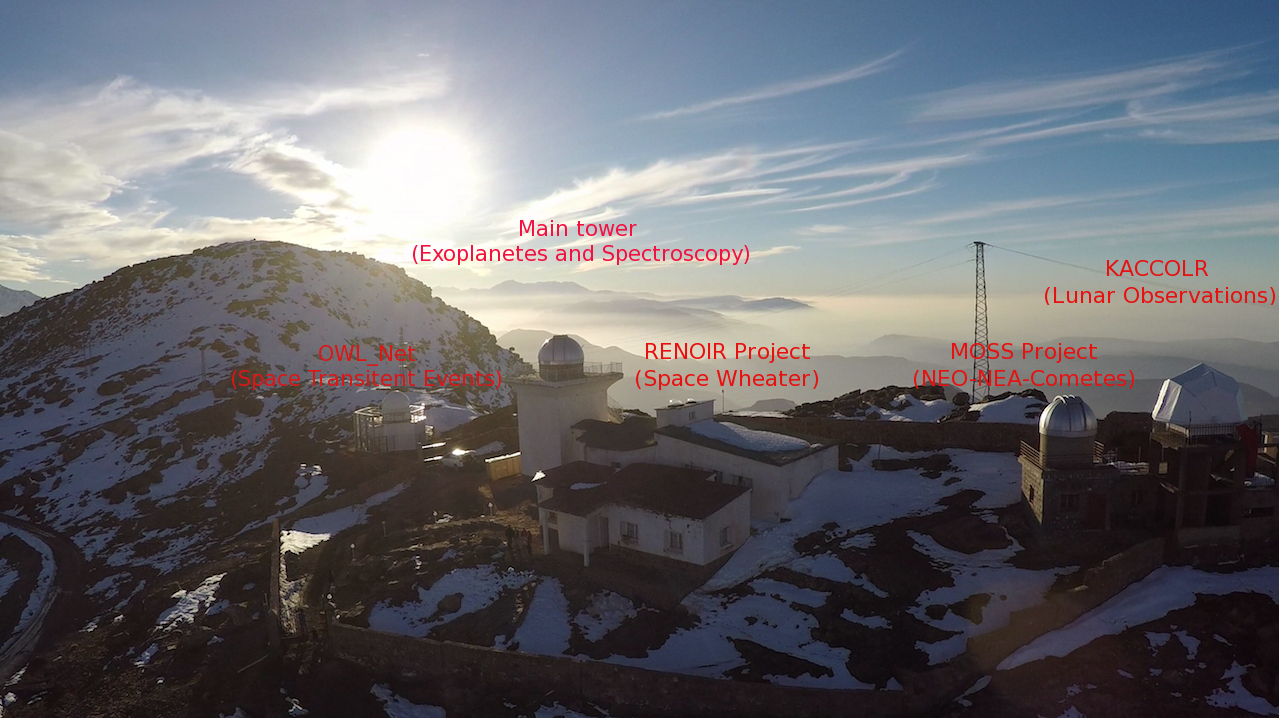 Main tower
(Exoplanetes and Spectroscopy)
KACCOLR
(Lunar Observations)
OWL_Net
(Space Transitent Events)
RENOIR Project
(Space Wheater)
MOSS Project
(NEO-NEA-Cometes)